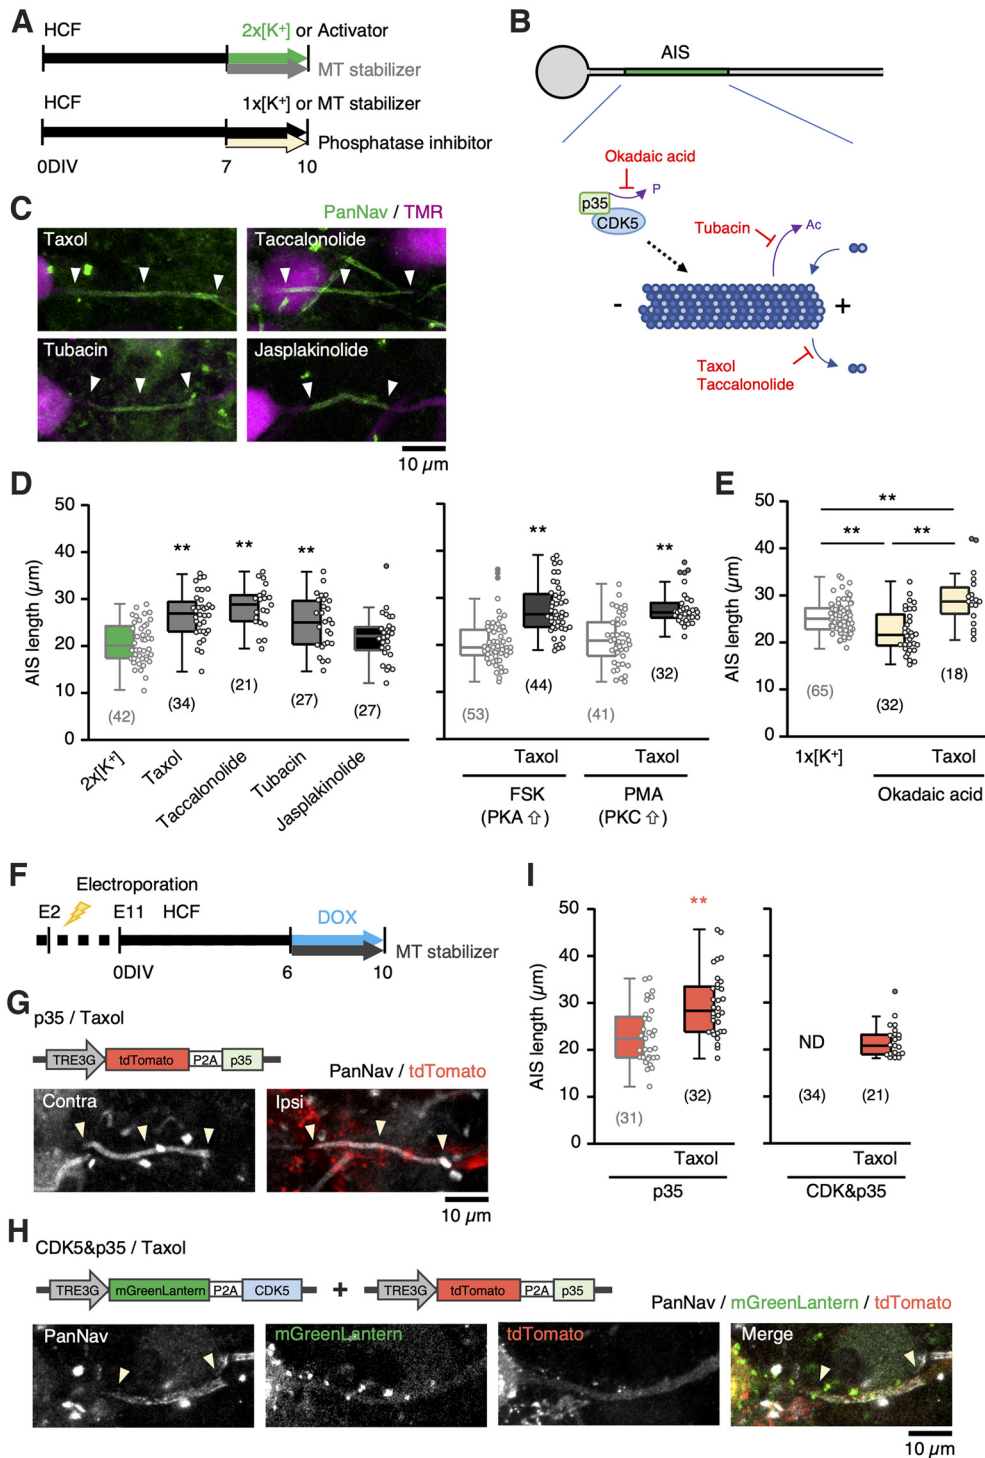 A
HCF
2x[K+] or Activator
MT stabilizer
HCF
1x[K+] or MT stabilizer
Phosphatase inhibitor
0DIV 7 10
B
AIS
Okadaic acid
P
p35
CDK5
Tubacin
Ac
- +
Taxol
Taccalonolide
C
PanNav / TMR
Taxol
Taccalonolide
Tubacin
Jasplakinolide
10 µm
D
AIS length (µm)
50
40
30
20
10
0
** ** **
(42) (34) (21) (27) (27)
2x[K+] Taxol Taccalonolide Tubacin Jasplakinolide
** **
(53) (44) (41) (32)
Taxol Taxol
FSK PMA
(PKA ⇧) (PKC ⇧)
E
AIS length (µm)
50
40
30
20
10
0
**
** **
(65) (32) (18)
1x[K+] Taxol
Okadaic acid
F
Electroporation
E2 E11 HCF DOX
MT stabilizer
0DIV 6 10
G
p35 / Taxol
TRE3G tdTomato P2A p35
PanNav / tdTomato
Contra
Ipsi
10 µm
H
CDK5&p35 / Taxol
TRE3G mGreenLantern P2A CDK5 + TRE3G tdTomato P2A p35
PanNav / mGreenLantern / tdTomato
PanNav
mGreenLantern
tdTomato
Merge
10 µm
I
AIS length (µm)
50
40
30
20
10
0
**
(31) (32)
Taxol
p35
ND
(34) (21)
Taxol
CDK&p35